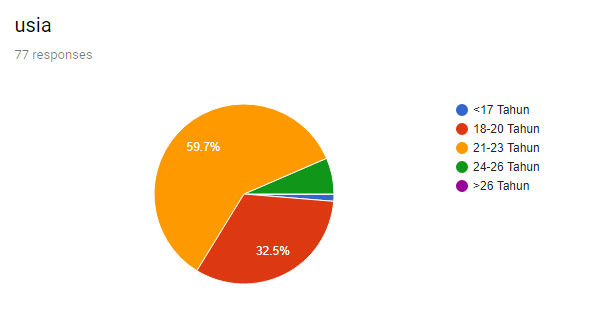 usia
77 responses
<17 Tahun
18-20 Tahun
21-23 Tahun
24-26 Tahun
>26 Tahun
59.7%
32.5%